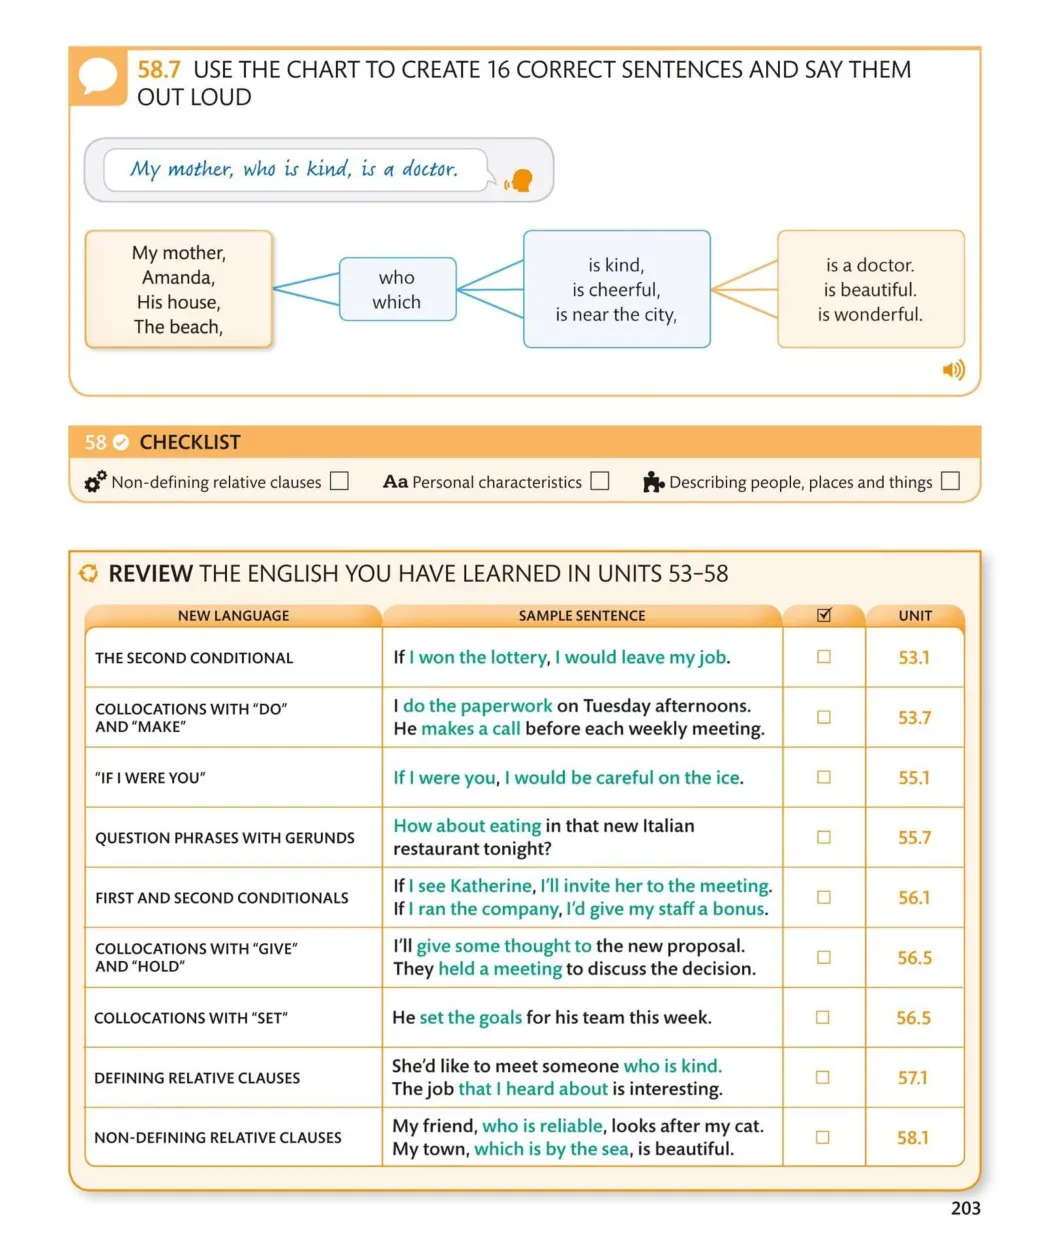 58.7 USE THE CHART TO CREATE 16 CORRECT SENTENCES AND SAY THEM
OUT LOUD
My mother, who is kind, is a doctor.
My mother,
Amanda,
His house,
The beach,
who
which
is kind,
is cheerful,
is near the city,
is a doctor.
is beautiful.
is wonderful.
58 CHECKLIST
Non-defining relative clauses
Aa Personal characteristics
Describing people, places and things
REVIEW THE ENGLISH YOU HAVE LEARNED IN UNITS 53–58
NEW LANGUAGE
SAMPLE SENTENCE
UNIT
THE SECOND CONDITIONAL
If I won the lottery, I would leave my job.
53.1
COLLOCATIONS WITH “DO”
AND “MAKE”
I do the paperwork on Tuesday afternoons.
He makes a call before each weekly meeting.
53.7
“IF I WERE YOU”
If I were you, I would be careful on the ice.
55.1
QUESTION PHRASES WITH GERUNDS
How about eating in that new Italian
restaurant tonight?
55.7
FIRST AND SECOND CONDITIONALS
If I see Katherine, I’ll invite her to the meeting.
If I ran the company, I’d give my staff a bonus.
56.1
COLLOCATIONS WITH “GIVE”
AND “HOLD”
I’ll give some thought to the new proposal.
They held a meeting to discuss the decision.
56.5
COLLOCATIONS WITH “SET”
He set the goals for his team this week.
56.5
DEFINING RELATIVE CLAUSES
She’d like to meet someone who is kind.
The job that I heard about is interesting.
57.1
NON-DEFINING RELATIVE CLAUSES
My friend, who is reliable, looks after my cat.
My town, which is by the sea, is beautiful.
58.1
203